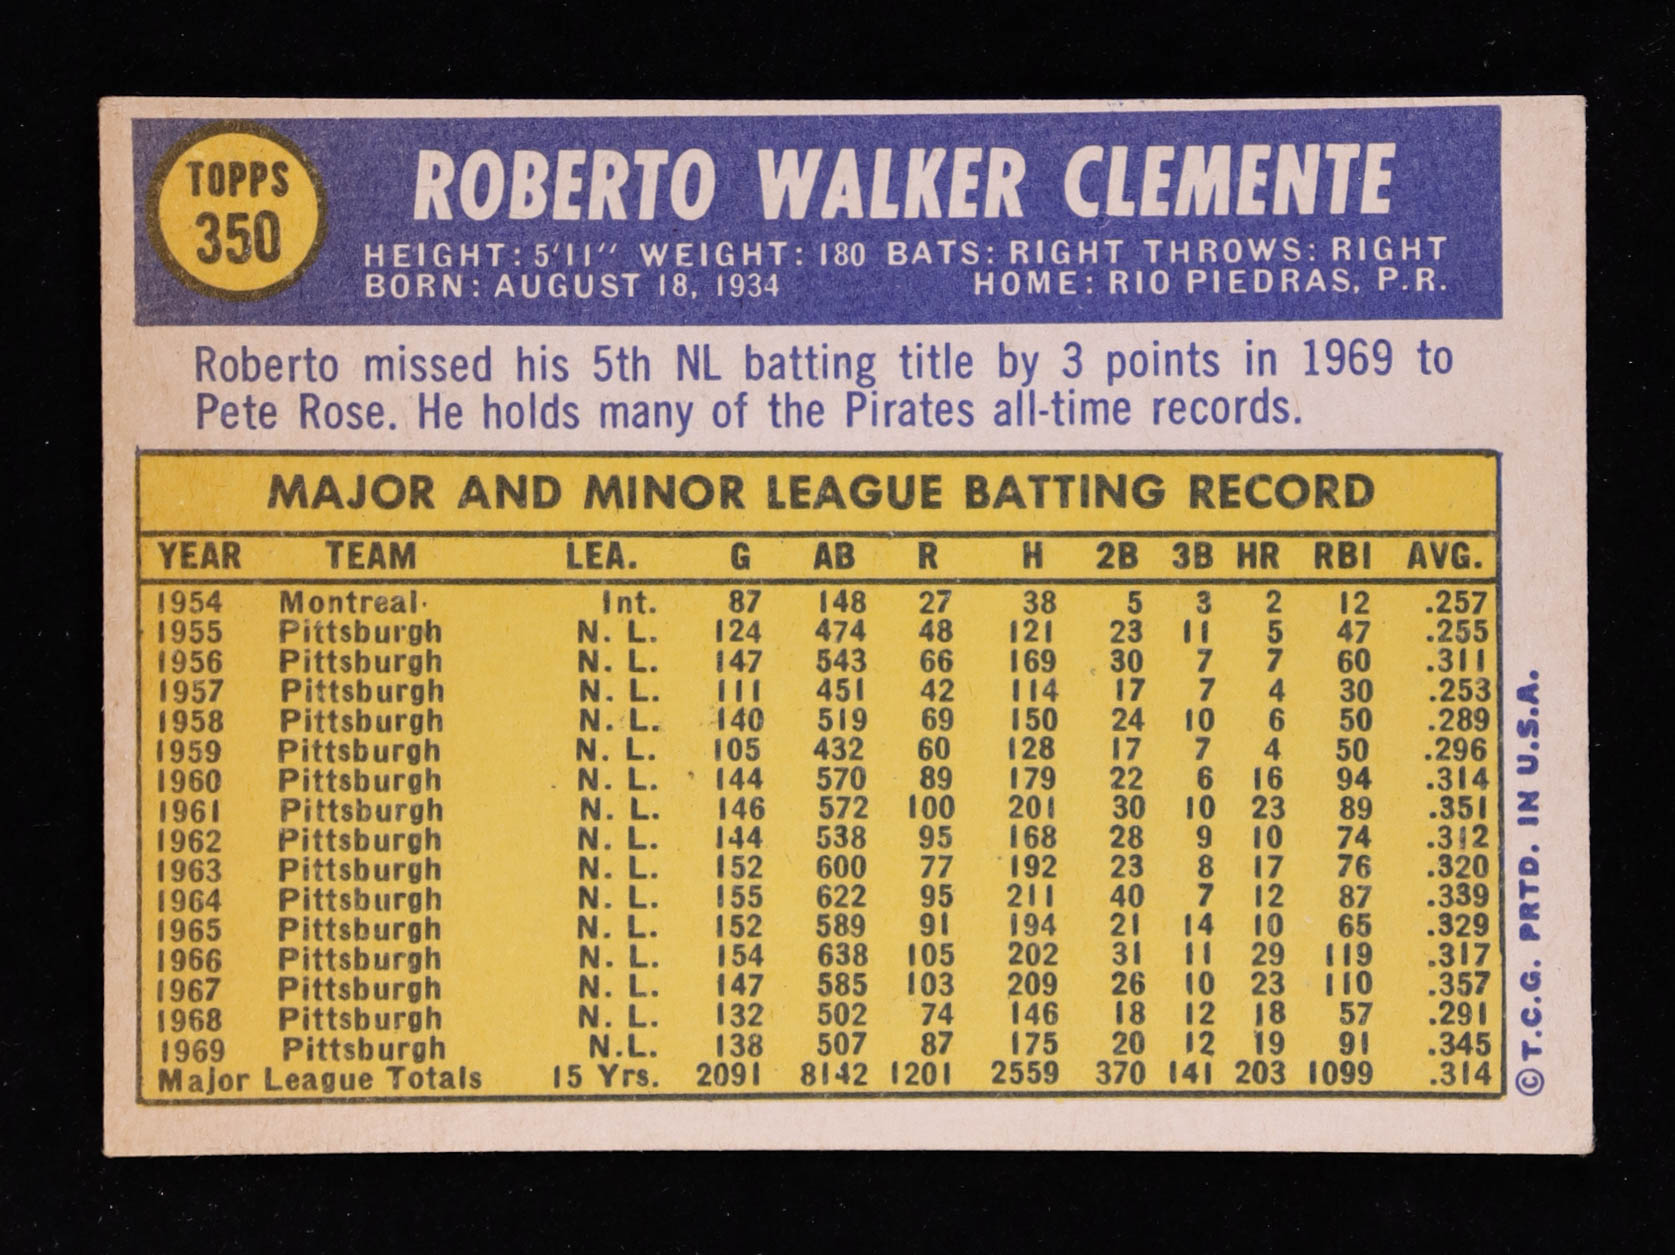 TOPPS
350
ROBERTO WALKER CLEMENTE
HEIGHT: 5'11" WEIGHT: 180 BATS: RIGHT THROWS: RIGHT
BORN: AUGUST 18, 1934 HOME: RIO PIEDRAS, P.R.
Roberto missed his 5th NL batting title by 3 points in 1969 to
Pete Rose. He holds many of the Pirates all-time records.
MAJOR AND MINOR LEAGUE BATTING RECORD
YEAR TEAM LEA. G AB R H 2B 3B HR RBI AVG.
1954 Montreal Int. 87 148 27 38 5 3 2 12 .257
1955 Pittsburgh N. L. 124 474 48 121 23 11 5 47 .255
1956 Pittsburgh N. L. 147 543 66 169 30 7 7 60 .311
1957 Pittsburgh N. L. 111 451 42 114 17 7 4 30 .253
1958 Pittsburgh N. L. 140 519 69 150 24 10 6 50 .289
1959 Pittsburgh N. L. 105 432 60 128 17 7 4 50 .296
1960 Pittsburgh N. L. 144 570 89 179 22 6 16 94 .314
1961 Pittsburgh N. L. 146 572 100 201 30 10 23 89 .351
1962 Pittsburgh N. L. 144 538 95 168 28 9 10 74 .312
1963 Pittsburgh N. L. 152 600 77 192 23 8 17 76 .320
1964 Pittsburgh N. L. 155 622 95 211 40 7 12 87 .339
1965 Pittsburgh N. L. 152 589 91 194 21 14 10 65 .329
1966 Pittsburgh N. L. 154 638 105 202 31 11 29 119 .317
1967 Pittsburgh N. L. 147 585 103 209 26 10 23 110 .357
1968 Pittsburgh N. L. 132 502 74 146 18 12 18 57 .291
1969 Pittsburgh N.L. 138 507 87 175 20 12 19 91 .345
Major League Totals 15 Yrs. 2091 8142 1201 2559 370 141 203 1099 .314
© T.C.G. PRTD. IN U.S.A.